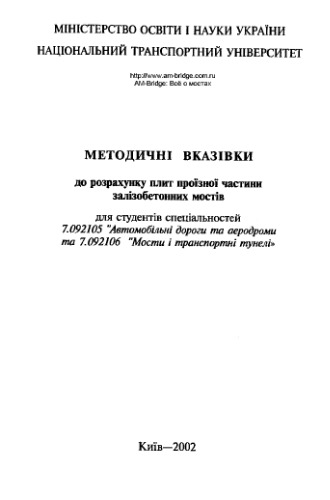 МІНІСТЕРСТВО ОСВІТИ І НАУКИ УКРАЇНИ
НАЦІОНАЛЬНИЙ ТРАНСПОРТНИЙ УНІВЕРСИТЕТ
http://www.am-bridge.com.ru
AM-Bridge: Всё о мостах
МЕТОДИЧНІ ВКАЗІВКИ
до розрахунку плит проїзної частини
залізобетонних мостів
для студентів спеціальностей
7.092105 "Автомобільні дороги та аеродроми
та 7.092106 "Мости і транспортні тунелі»
Київ—2002